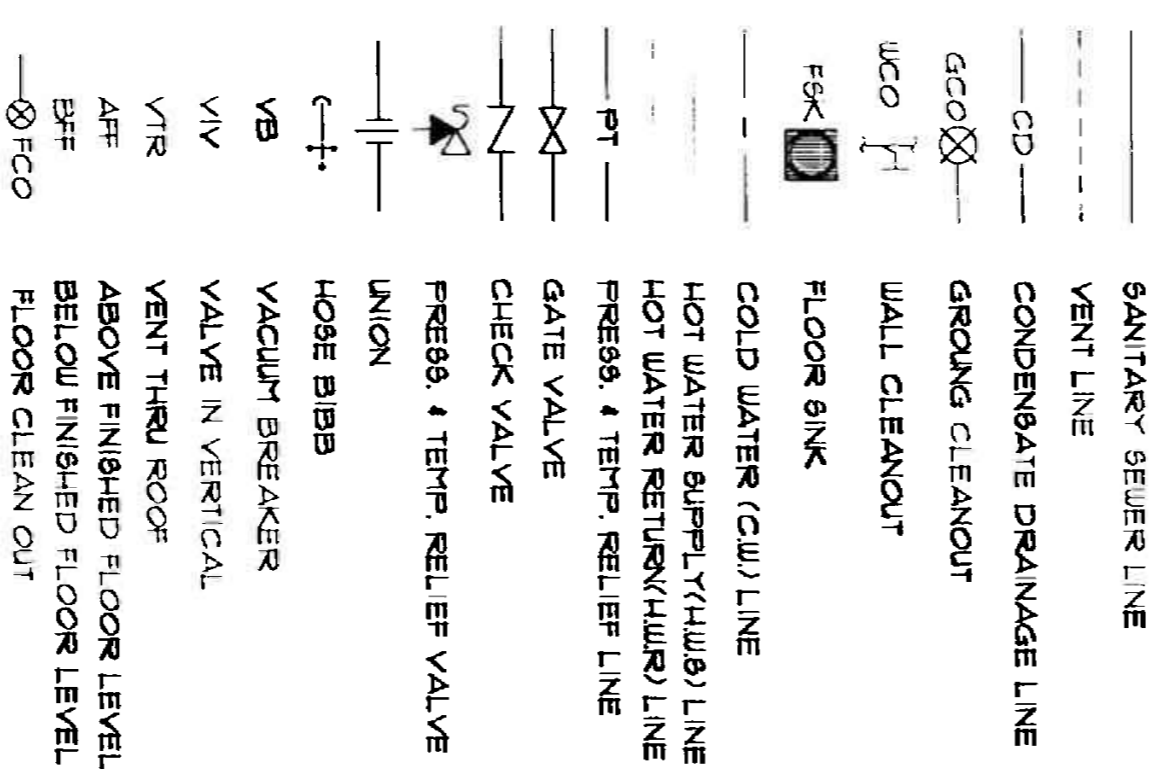 SANITARY SEWER LINE
VENT LINE
CD CONDENSATE DRAINAGE LINE
GCO GROUNG CLEANOUT
WCO WALL CLEANOUT
FSK FLOOR SINK
COLD WATER (C.W.) LINE
HOT WATER SUPPLY(H.W.S) LINE
HOT WATER RETURN(H.W.R) LINE
PT PRESS. & TEMP. RELIEF LINE
GATE VALVE
CHECK VALVE
PRESS. & TEMP. RELIEF VALVE
UNION
HOSE BIBB
VB VACUUM BREAKER
VIV VALVE IN VERTICAL
VTR VENT THRU ROOF
AFF ABOVE FINISHED FLOOR LEVEL
BFF BELOW FINISHED FLOOR LEVEL
FCO FLOOR CLEAN OUT